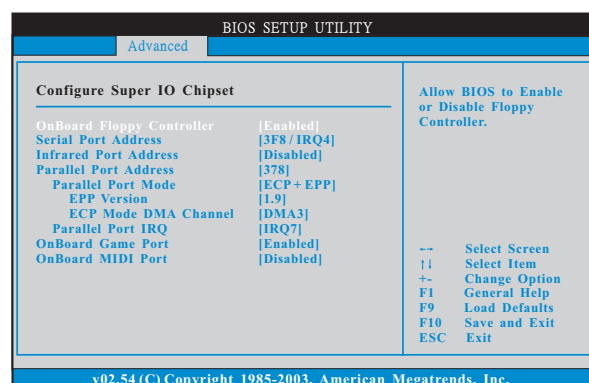 BIOS SETUP UTILITY
Advanced
Configure Super IO Chipset
OnBoard Floppy Controller [Enabled]
Serial Port Address [3F8/IRQ4]
Infrared Port Address [Disabled]
Parallel Port Address [378]
Parallel Port Mode [ECP+EPP]
EPP Version [1.9]
ECP Mode DMA Channel [DMA3]
Parallel Port IRQ [IRQ7]
OnBoard Game Port [Enabled]
OnBoard MIDI Port [Disabled]
Allow BIOS to Enable
or Disable Floppy
Controller.
←→ Select Screen
↑↓ Select Item
+- Change Option
F1 General Help
F9 Load Defaults
F10 Save and Exit
ESC Exit
v02.54 (C) Copyright 1985-2003, American Megatrends, Inc.